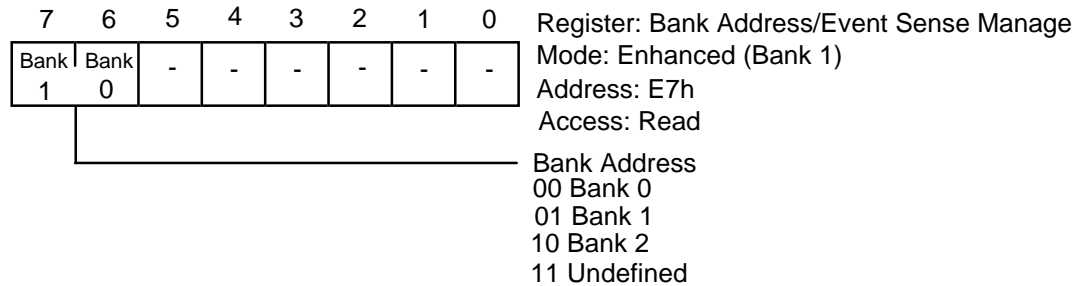 7 6 5 4 3 2 1 0
Bank 1 Bank 0 - - - - - -
Register: Bank Address/Event Sense Manage
Mode: Enhanced (Bank 1)
Address: E7h
Access: Read
Bank Address
00 Bank 0
01 Bank 1
10 Bank 2
11 Undefined